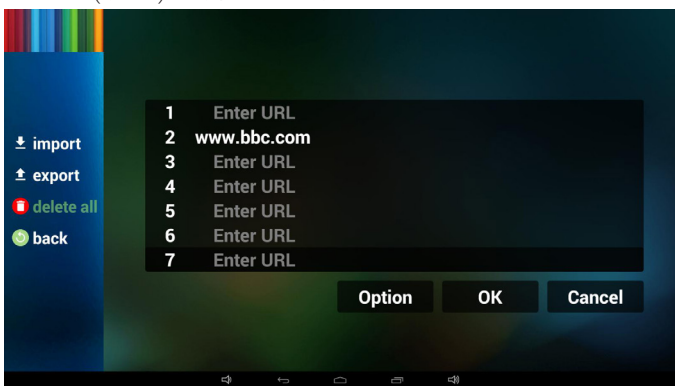 import
export
delete all
back
1 Enter URL
2 www.bbc.com
3 Enter URL
4 Enter URL
5 Enter URL
6 Enter URL
7 Enter URL
Option OK Cancel